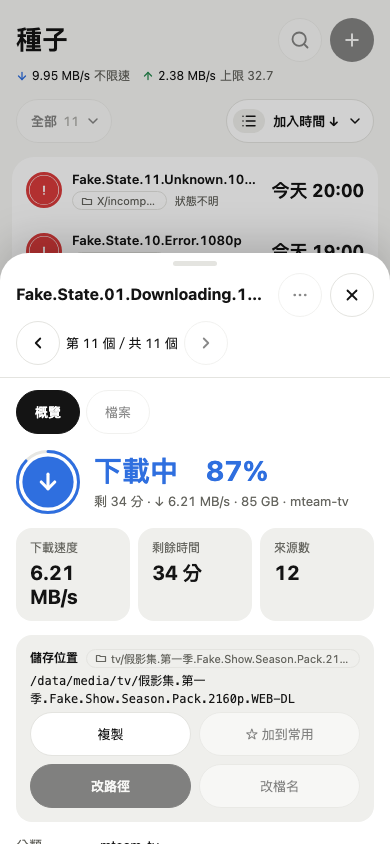 種子
↓ 9.95 MB/s 不限速 ↑ 2.38 MB/s 上限 32.7
全部 11
加入時間 ↓
Fake.State.11.Unknown.10...
X/incomp... 狀態不明
今天 20:00
Fake.State.10.Error.1080p
今天 19:00
Fake.State.01.Downloading.1...
第 11 個 / 共 11 個
概覽
檔案
下載中 87%
剩 34 分 · ↓ 6.21 MB/s · 85 GB · mteam-tv
下載速度
6.21
MB/s
剩餘時間
34 分
來源數
12
儲存位置
tv/假影集.第一季.Fake.Show.Season.Pack.21...
/data/media/tv/假影集.第一
季.Fake.Show.Season.Pack.2160p.WEB-DL
複製
☆ 加到常用
改路徑
改檔名